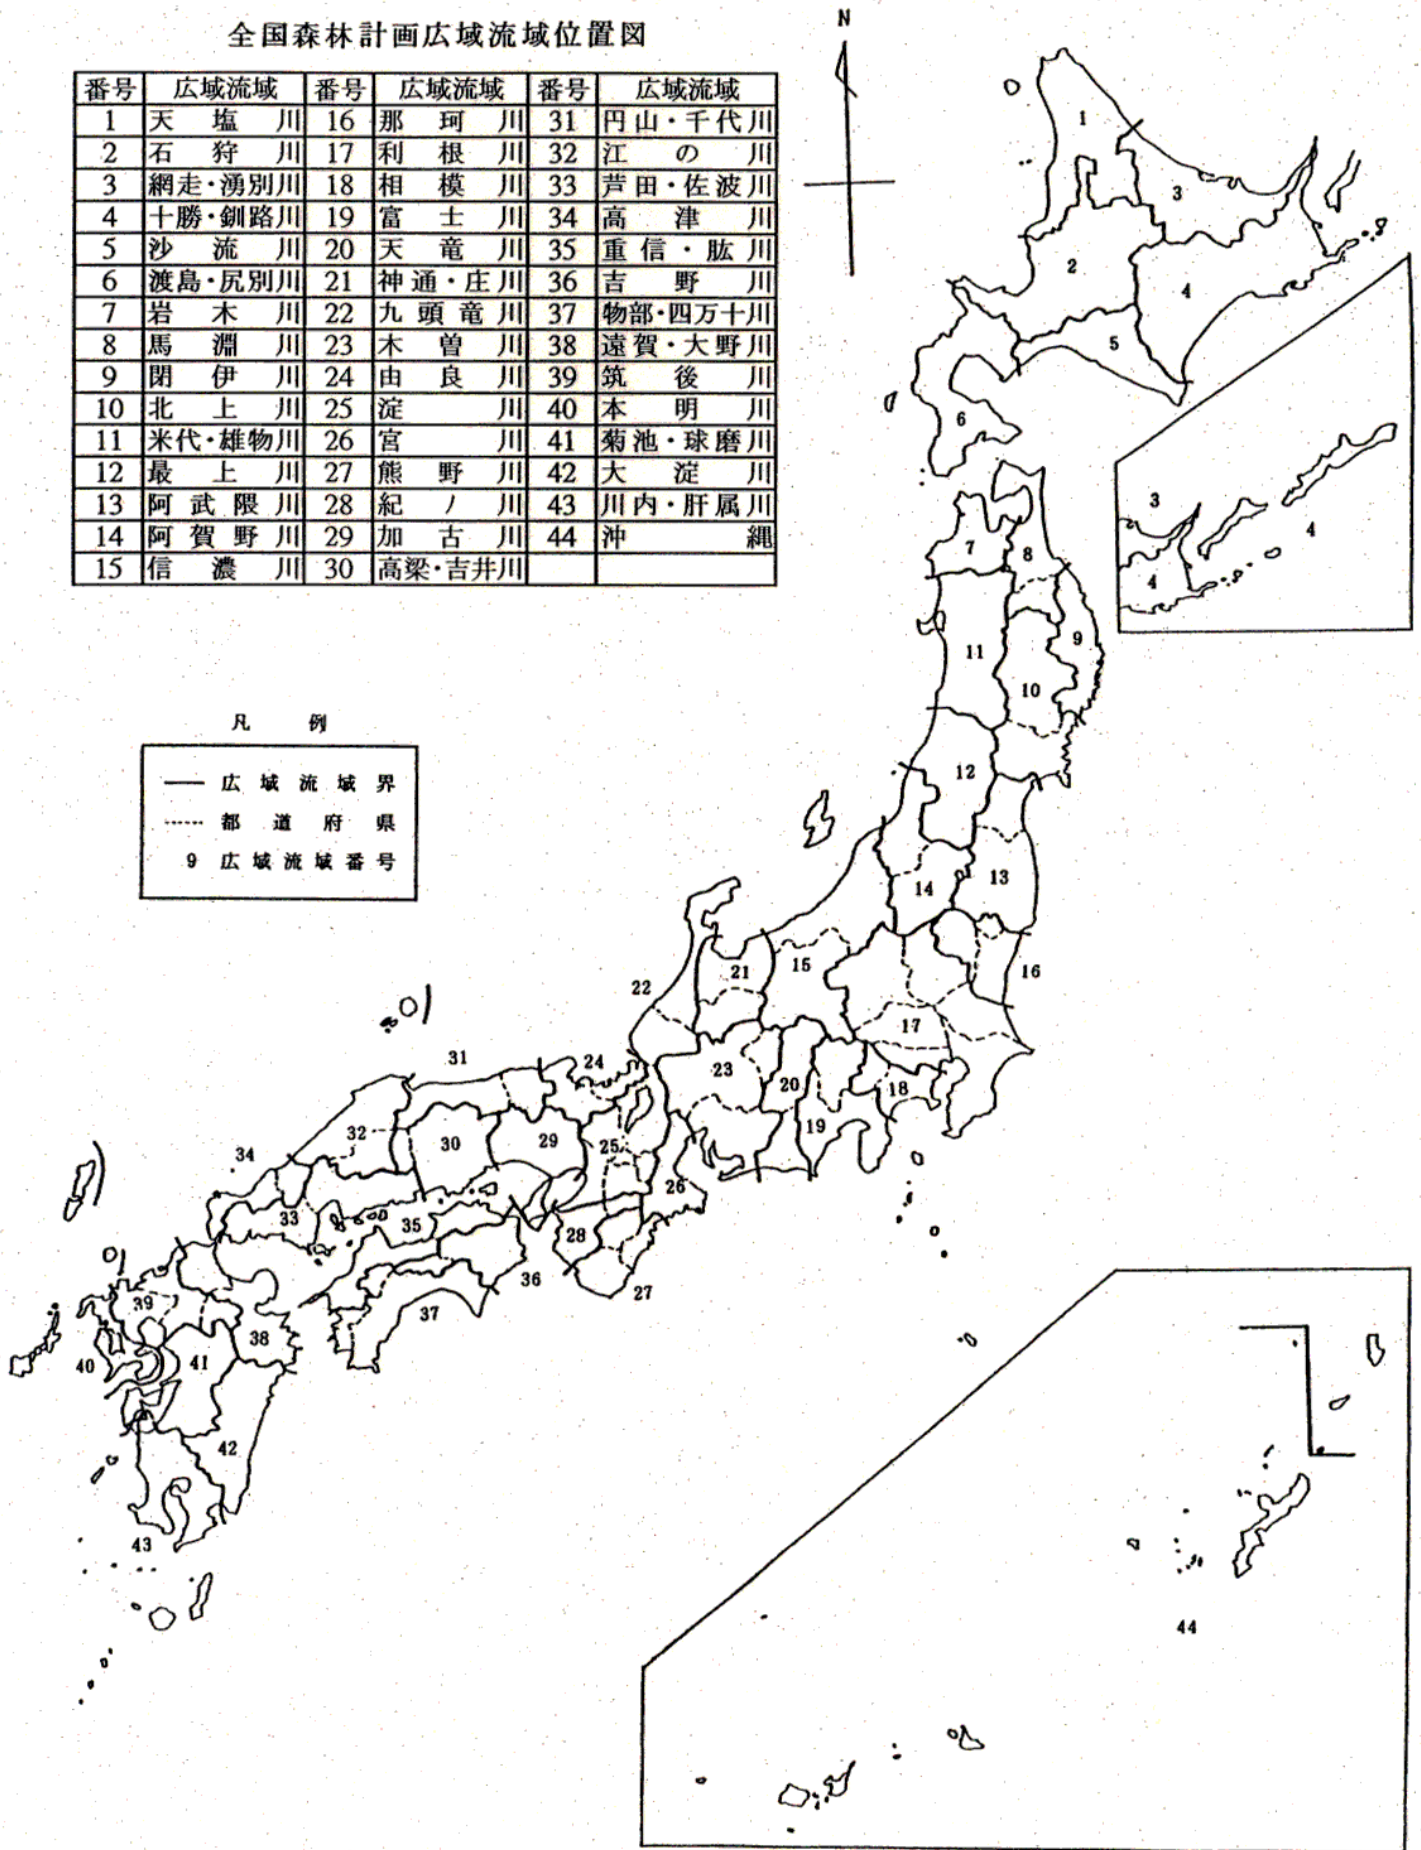 全国森林計画広域流域位置図
N
番号 広域流域 番号 広域流域 番号 広域流域
1 天塩川 16 那珂川 31 円山・千代川
2 石狩川 17 利根川 32 江の川
3 網走・湧別川 18 相模川 33 芦田・佐波川
4 十勝・釧路川 19 富士川 34 高津川
5 沙流川 20 天竜川 35 重信・肱川
6 渡島・尻別川 21 神通・庄川 36 吉野川
7 岩木川 22 九頭竜川 37 物部・四万十川
8 馬淵川 23 木曽川 38 遠賀・大野川
9 閉伊川 24 由良川 39 筑後川
10 北上川 25 淀川 40 本明川
11 米代・雄物川 26 宮川 41 菊池・球磨川
12 最上川 27 熊野川 42 大淀川
13 阿武隈川 28 紀ノ川 43 川内・肝属川
14 阿賀野川 29 加古川 44 沖縄
15 信濃川 30 高梁・吉井川
凡例
広域流域界
都道府県
9 広域流域番号
1
3
2
4
5
6
3
4
4
7
8
9
11
10
12
13
14
15
21
16
22
17
31
24
23
20
18
19
32
30
29
25
34
26
33
35
28
36
27
37
39
38
40
41
42
43
44